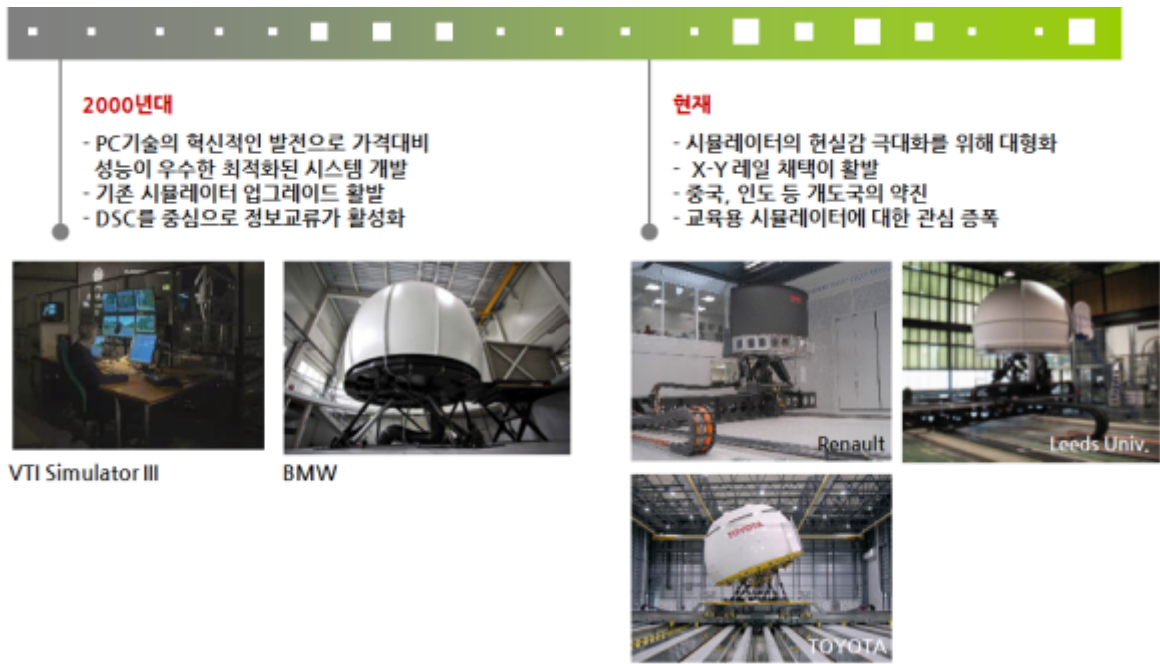 2000년대
- PC기술의 혁신적인 발전으로 가격대비
성능이 우수한 최적화된 시스템 개발
- 기존 시뮬레이터 업그레이드 활발
- DSC를 중심으로 정보교류가 활성화
현재
- 시뮬레이터의 현실감 극대화를 위해 대형화
- X-Y 레일 채택이 활발
- 중국, 인도 등 개도국의 약진
- 교육용 시뮬레이터에 대한 관심 증폭
VTI Simulator III
BMW
Renault
Leeds Univ.
TOYOTA
TOYOTA